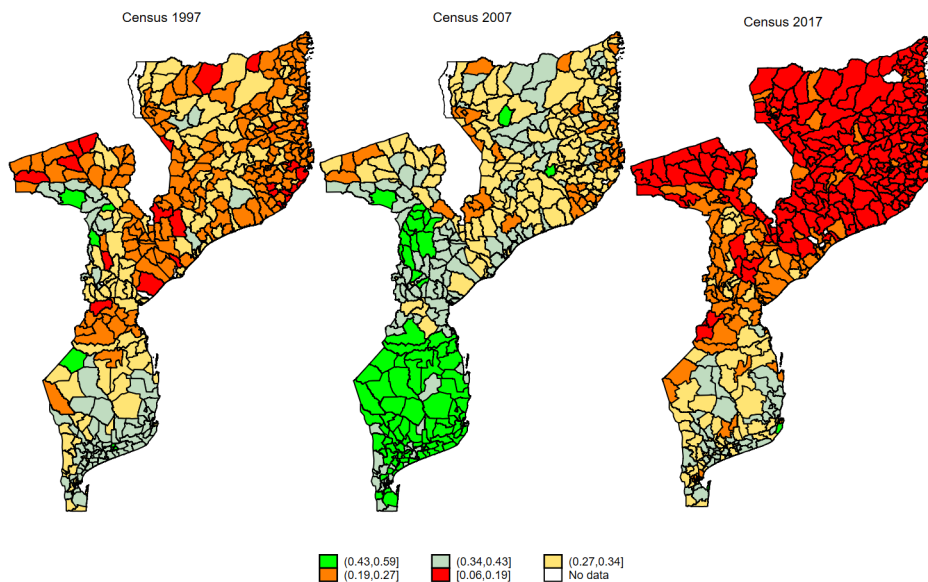 Census 1997
Census 2007
Census 2017
(0.43,0.59] (0.34,0.43] (0.27,0.34]
(0.19,0.27] [0.06,0.19] No data